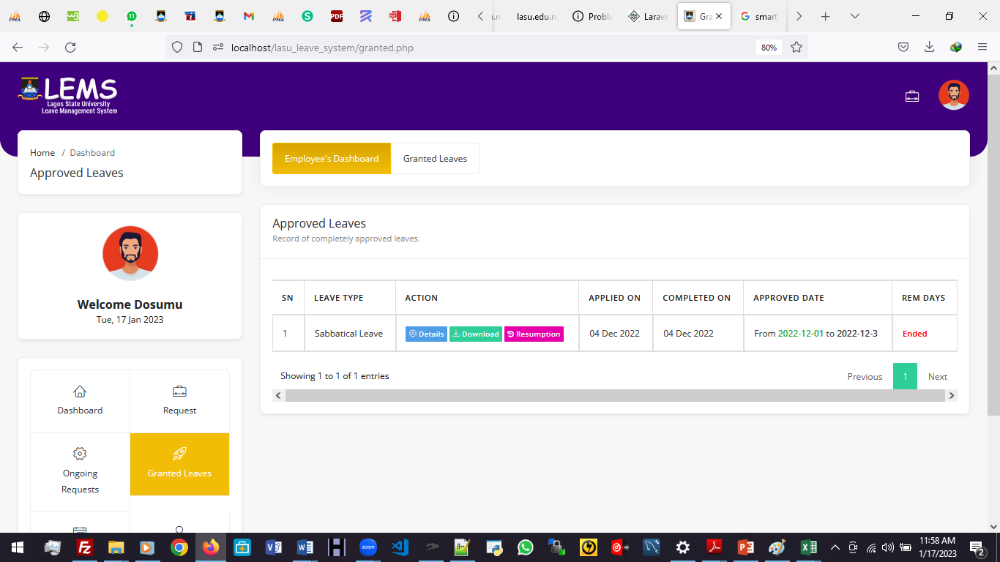 lasu.edu.n
Proble
Larave
Gra
smart
localhost/lasu_leave_system/granted.php
80%
LEMS
Lagos State University
Leave Management System
Home / Dashboard
Approved Leaves
Employee's Dashboard
Granted Leaves
Welcome Dosumu
Tue, 17 Jan 2023
Approved Leaves
Record of completely approved leaves.
SN LEAVE TYPE ACTION APPLIED ON COMPLETED ON APPROVED DATE REM DAYS
1 Sabbatical Leave Details Download Resumption 04 Dec 2022 04 Dec 2022 From 2022-12-01 to 2022-12-3 Ended
Showing 1 to 1 of 1 entries
Previous 1 Next
Dashboard
Request
Ongoing
Requests
Granted Leaves
11:58 AM
1/17/2023
2